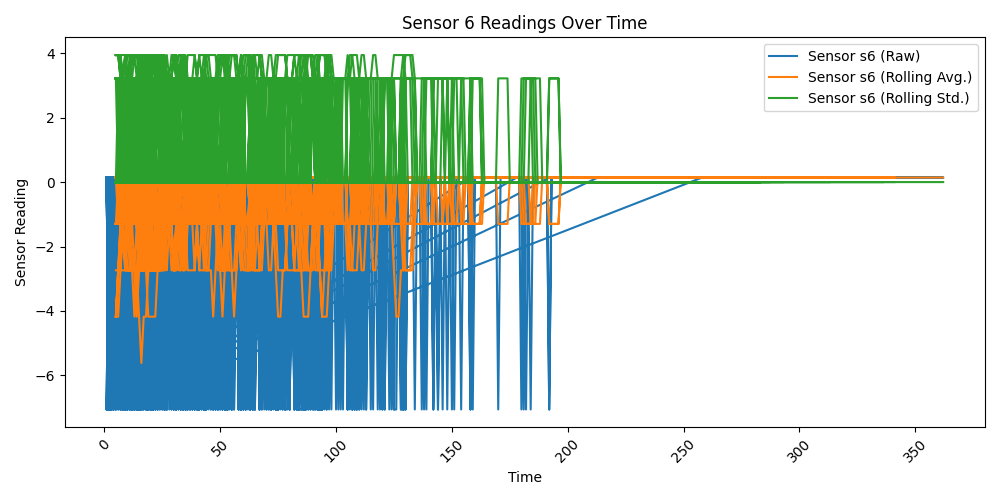 Sensor 6 Readings Over Time
Sensor s6 (Raw)
Sensor s6 (Rolling Avg.)
Sensor s6 (Rolling Std.)
Sensor Reading
4
2
0
−2
−4
−6
0
50
100
150
200
250
300
350
Time